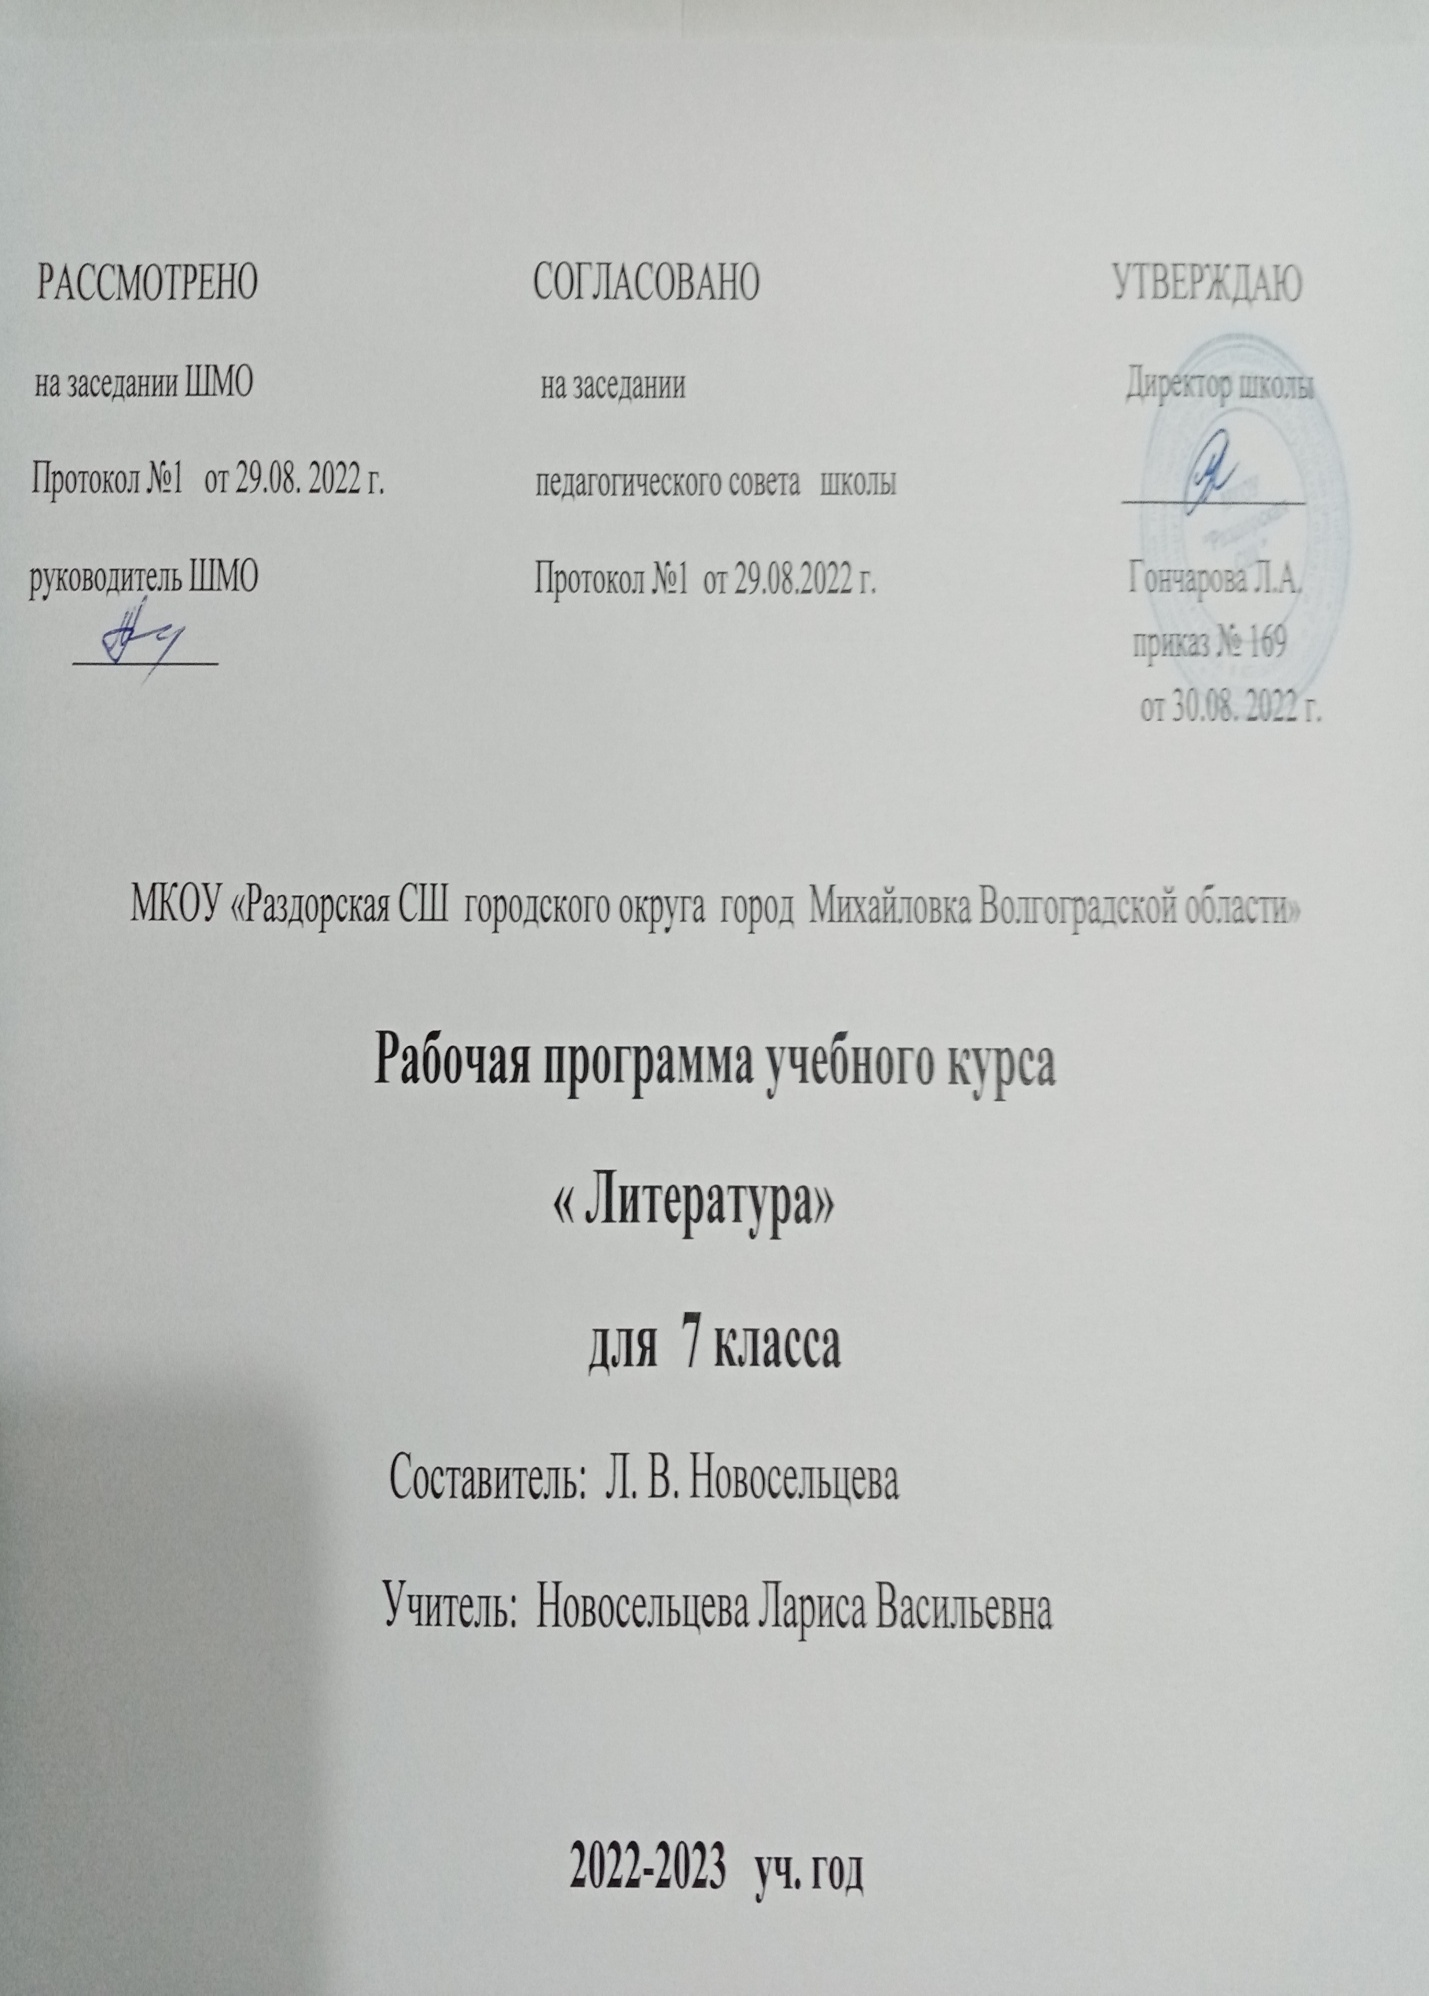 РАССМОТРЕНО
на заседании ШМО
Протокол №1 от 29.08. 2022 г.
руководитель ШМО
СОГЛАСОВАНО
на заседании
педагогического совета школы
Протокол №1 от 29.08.2022 г.
УТВЕРЖДАЮ
Директор школы
Гончарова Л.А.
приказ № 169
от 30.08. 2022 г.
МКОУ «Раздорская СШ городского округа город Михайловка Волгоградской области»
Рабочая программа учебного курса
« Литература»
для 7 класса
Составитель: Л. В. Новосельцева
Учитель: Новосельцева Лариса Васильевна
2022-2023 уч. год